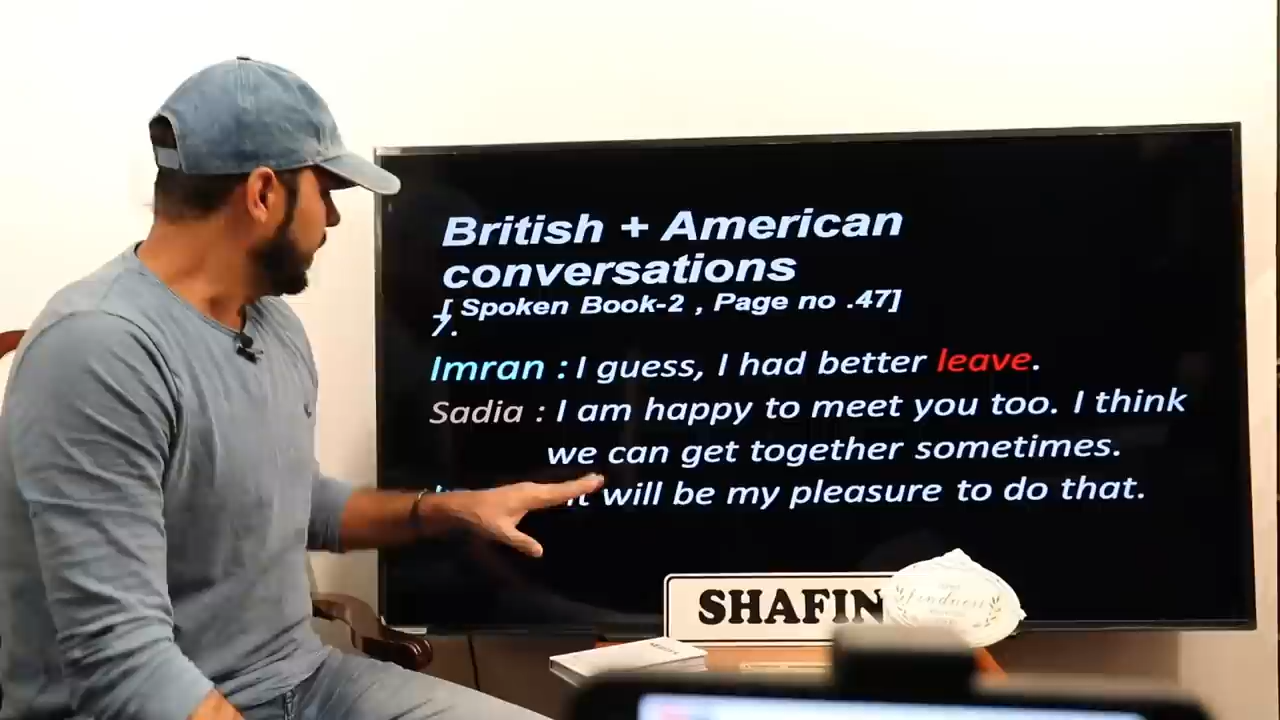 British + American
conversations
[ Spoken Book-2 , Page no .47]
7.
Imran : I guess, I had better leave.
Sadia : I am happy to meet you too. I think
we can get together sometimes.
will be my pleasure to do that.
SHAFIN